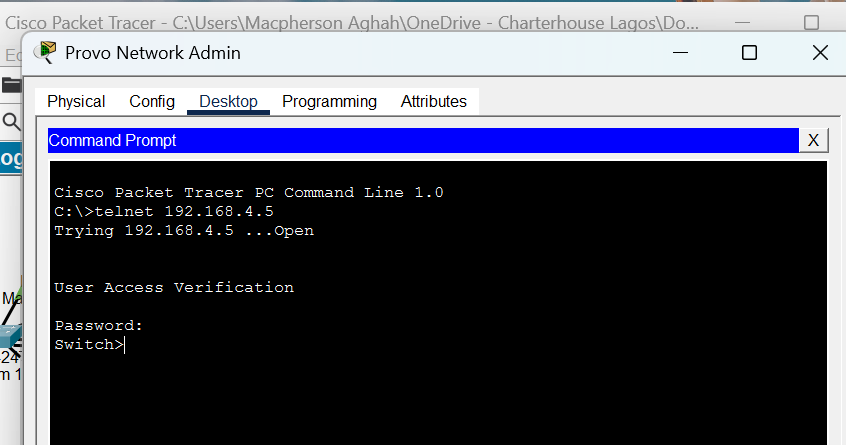 Cisco Packet Tracer - C:\Users\Macpherson Aghah\OneDrive - Charterhouse Lagos\Do...
Provo Network Admin
Physical Config Desktop Programming Attributes
Command Prompt X
Cisco Packet Tracer PC Command Line 1.0
C:\>telnet 192.168.4.5
Trying 192.168.4.5 ...Open
User Access Verification
Password:
Switch>